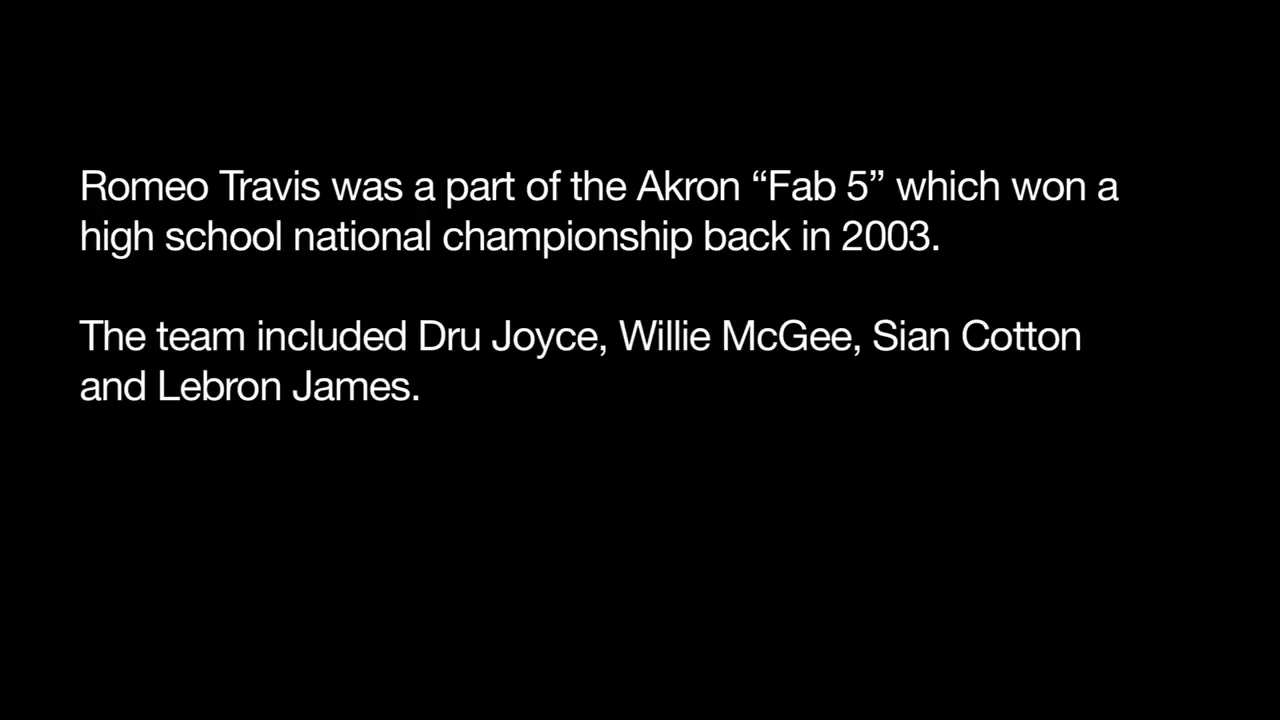 Romeo Travis was a part of the Akron “Fab 5” which won a
high school national championship back in 2003.
The team included Dru Joyce, Willie McGee, Sian Cotton
and Lebron James.